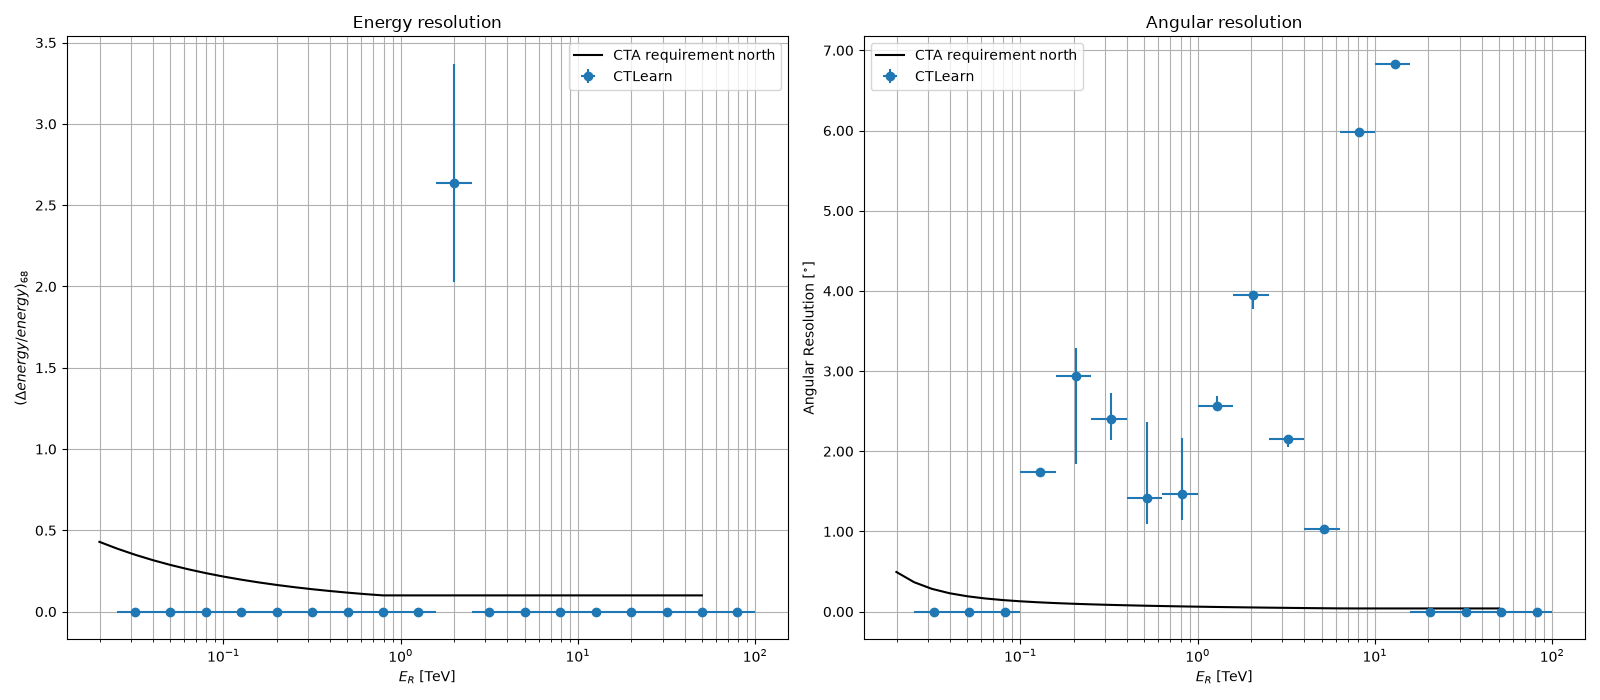 Energy resolution
CTA requirement north
CTLearn
3.5
3.0
2.5
2.0
1.5
1.0
0.5
0.0
(Δenergy/energy)₆₈
10⁻¹
10⁰
10¹
10²
E_R [TeV]
Angular resolution
CTA requirement north
CTLearn
7.00
6.00
5.00
4.00
3.00
2.00
1.00
0.00
Angular Resolution [°]
10⁻¹
10⁰
10¹
10²
E_R [TeV]